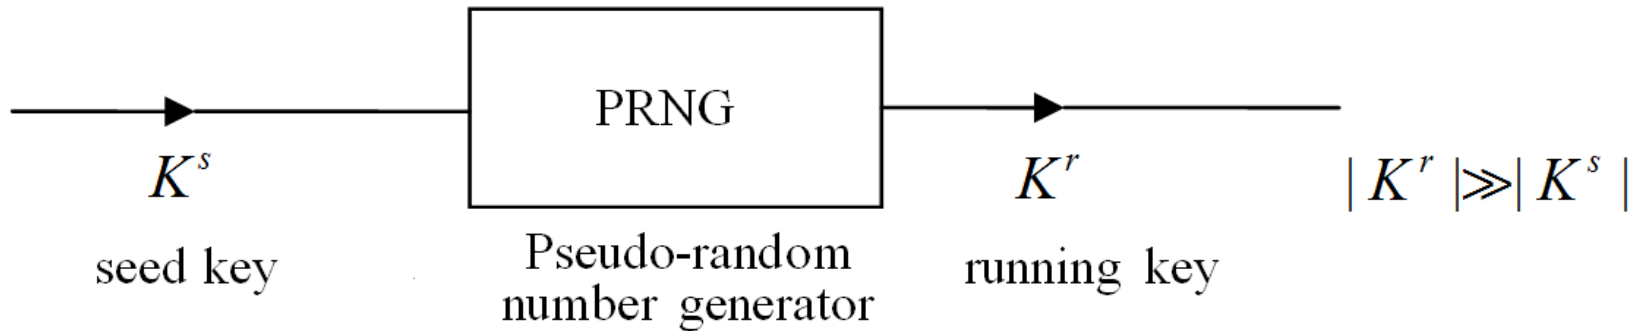 PRNG
K^s
K^r
| K^r |≫| K^s |
seed key
Pseudo-random
number generator
running key